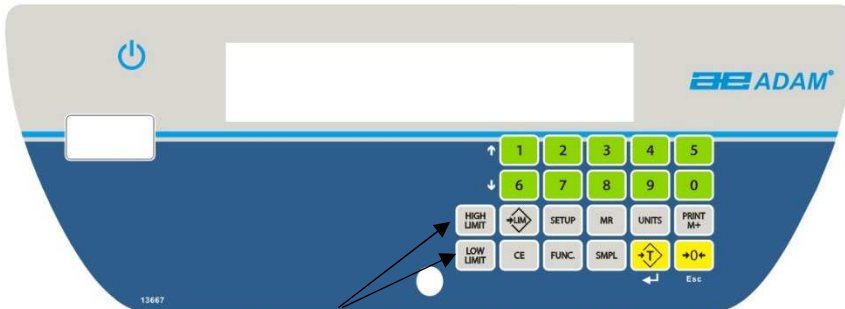 ae ADAM®
1 2 3 4 5
6 7 8 9 0
HIGH LIMIT →LIM SETUP MR UNITS PRINT M+
LOW LIMIT CE FUNC. SMPL →T →0←
Esc
13667